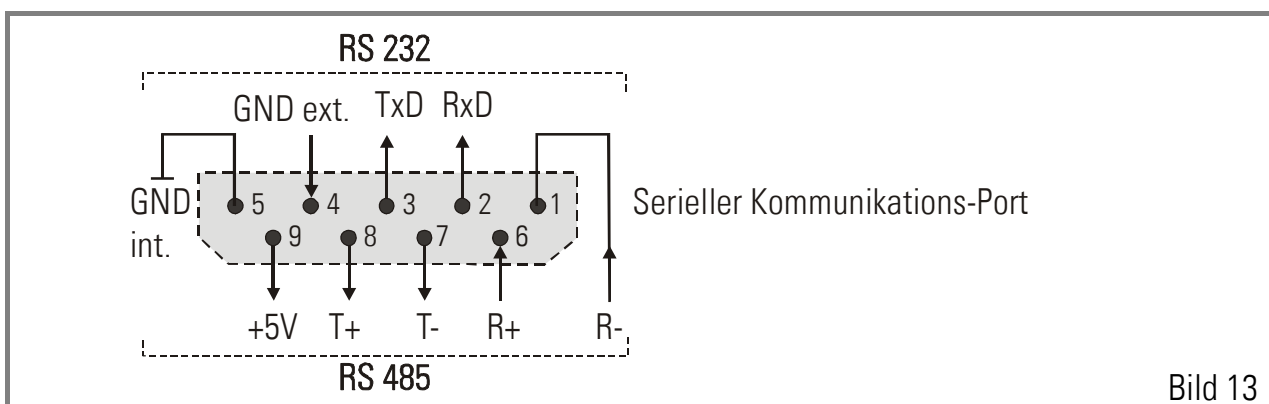 RS 232
GND ext. TxD RxD
GND int.
5 4 3 2 1
Serieller Kommunikations-Port
9 8 7 6
+5V T+ T- R+ R-
RS 485
Bild 13